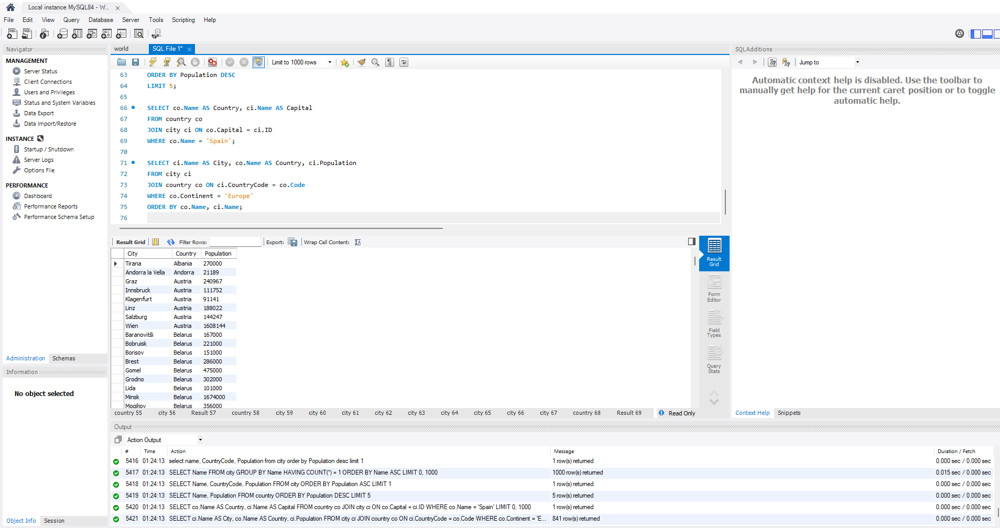 Local instance MySQL84 - W...
File Edit View Query Database Server Tools Scripting Help
Navigator
MANAGEMENT
Server Status
Client Connections
Users and Privileges
Status and System Variables
Data Export
Data Import/Restore
INSTANCE
Startup / Shutdown
Server Logs
Options File
PERFORMANCE
Dashboard
Performance Reports
Performance Schema Setup
Administration Schemas
Information
No object selected
Object Info Session
world SQL File 1*
Limit to 1000 rows
63 ORDER BY Population DESC
64 LIMIT 5;
65
66 SELECT co.Name AS Country, ci.Name AS Capital
67 FROM country co
68 JOIN city ci ON co.Capital = ci.ID
69 WHERE co.Name = 'Spain';
70
71 SELECT ci.Name AS City, co.Name AS Country, ci.Population
72 FROM city ci
73 JOIN country co ON ci.CountryCode = co.Code
74 WHERE co.Continent = 'Europe'
75 ORDER BY co.Name, ci.Name;
76
Result Grid Filter Rows: Export: Wrap Cell Content:
City Country Population
Tirana Albania 270000
Andorra la Vella Andorra 21189
Graz Austria 240967
Innsbruck Austria 111752
Klagenfurt Austria 91141
Linz Austria 188022
Salzburg Austria 144247
Wien Austria 1608144
Baranovitši Belarus 167000
Bobruisk Belarus 221000
Borisov Belarus 151000
Brest Belarus 286000
Gomel Belarus 475000
Grodno Belarus 302000
Lida Belarus 101000
Minsk Belarus 1674000
Mogiljov Belarus 356000
Result
Grid
Form
Editor
Field
Types
Query
Stats
country 55 city 56 Result 57 country 58 city 59 city 60 city 61 city 62 city 63 city 64 city 65 city 66 city 67 country 68 Result 69 Read Only
SQLAdditions
Jump to
Automatic context help is disabled. Use the toolbar to
manually get help for the current caret position or to toggle
automatic help.
Context Help Snippets
Output
Action Output
# Time Action Message Duration / Fetch
5416 01:24:13 select name, CountryCode, Population from city order by Population desc limit 1 1 row(s) returned 0.000 sec / 0.000 sec
5417 01:24:13 SELECT Name FROM city GROUP BY Name HAVING COUNT(*) = 1 ORDER BY Name ASC LIMIT 0, 1000 1000 row(s) returned 0.015 sec / 0.000 sec
5418 01:24:13 SELECT Name, CountryCode, Population FROM city ORDER BY Population ASC LIMIT 1 1 row(s) returned 0.000 sec / 0.000 sec
5419 01:24:13 SELECT Name, Population FROM country ORDER BY Population DESC LIMIT 5 5 row(s) returned 0.000 sec / 0.000 sec
5420 01:24:13 SELECT co.Name AS Country, ci.Name AS Capital FROM country co JOIN city ci ON co.Capital = ci.ID WHERE co.Name = 'Spain' LIMIT 0, 1000 1 row(s) returned 0.000 sec / 0.000 sec
5421 01:24:13 SELECT ci.Name AS City, co.Name AS Country, ci.Population FROM city ci JOIN country co ON ci.CountryCode = co.Code WHERE co.Continent = 'E... 841 row(s) returned 0.000 sec / 0.000 sec